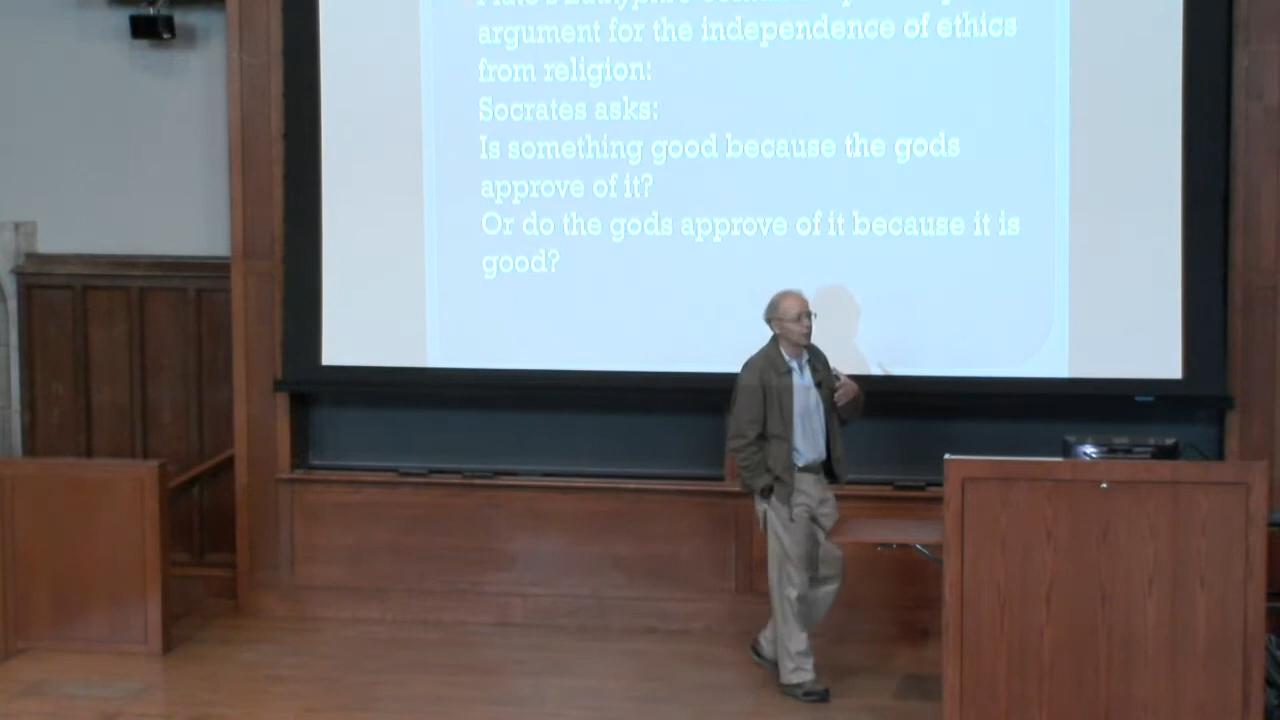 argument for the independence of ethics
from religion:
Socrates asks:
Is something good because the gods
approve of it?
Or do the gods approve of it because it is
good?